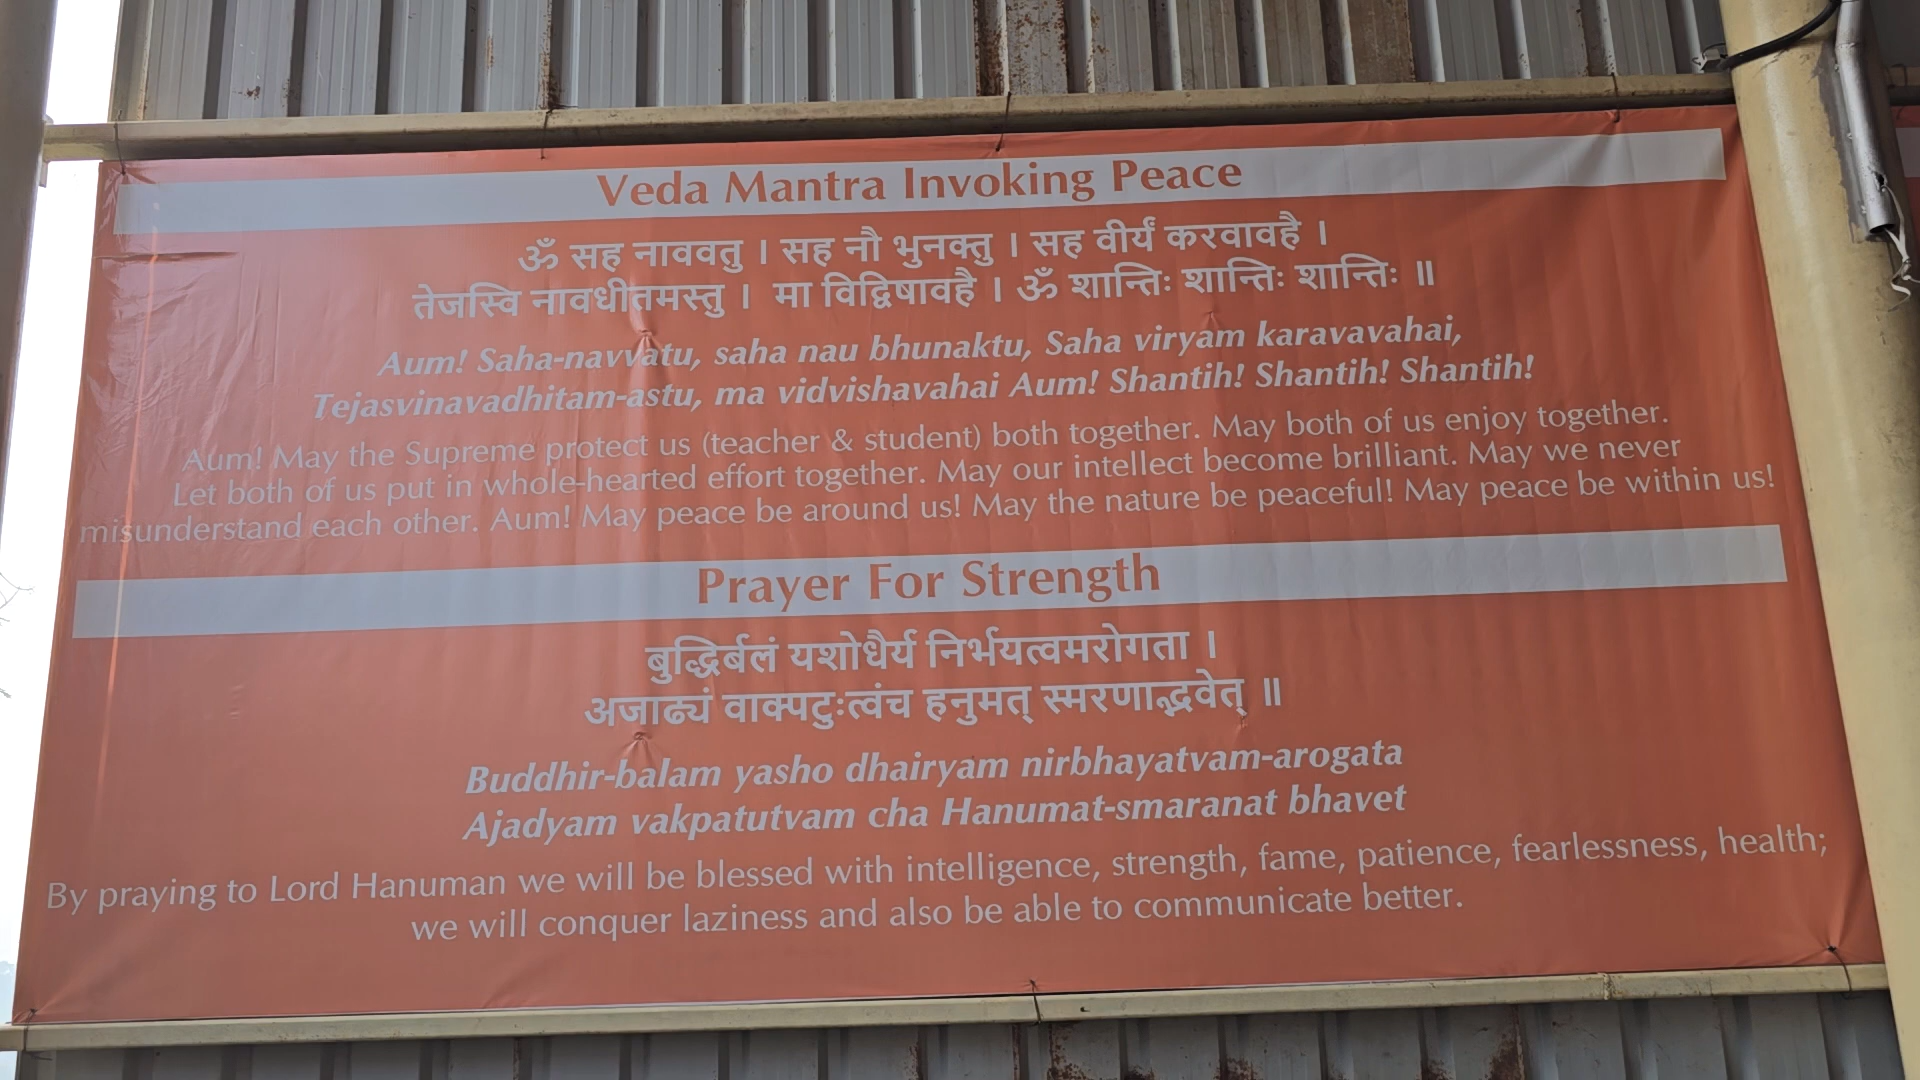 Veda Mantra Invoking Peace
ॐ सह नाववतु । सह नौ भुनक्तु । सह वीर्यं करवावहै ।
तेजस्वि नावधीतमस्तु । मा विद्विषावहै । ॐ शान्तिः शान्तिः शान्तिः ॥
Aum! Saha-navvatu, saha nau bhunaktu, Saha viryam karavavahai,
Tejasvinavadhitam-astu, ma vidvishavahai Aum! Shantih! Shantih! Shantih!
Aum! May the Supreme protect us (teacher & student) both together. May both of us enjoy together.
Let both of us put in whole-hearted effort together. May our intellect become brilliant. May we never
misunderstand each other. Aum! May peace be around us! May the nature be peaceful! May peace be within us!
Prayer For Strength
बुद्धिर्बलं यशोधैर्य निर्भयत्वमरोगता ।
अजाढ्यं वाक्पटुःत्वंच हनुमत् स्मरणाद्भवेत् ॥
Buddhir-balam yasho dhairyam nirbhayatvam-arogata
Ajadyam vakpatutvam cha Hanumat-smaranat bhavet
By praying to Lord Hanuman we will be blessed with intelligence, strength, fame, patience, fearlessness, health;
we will conquer laziness and also be able to communicate better.